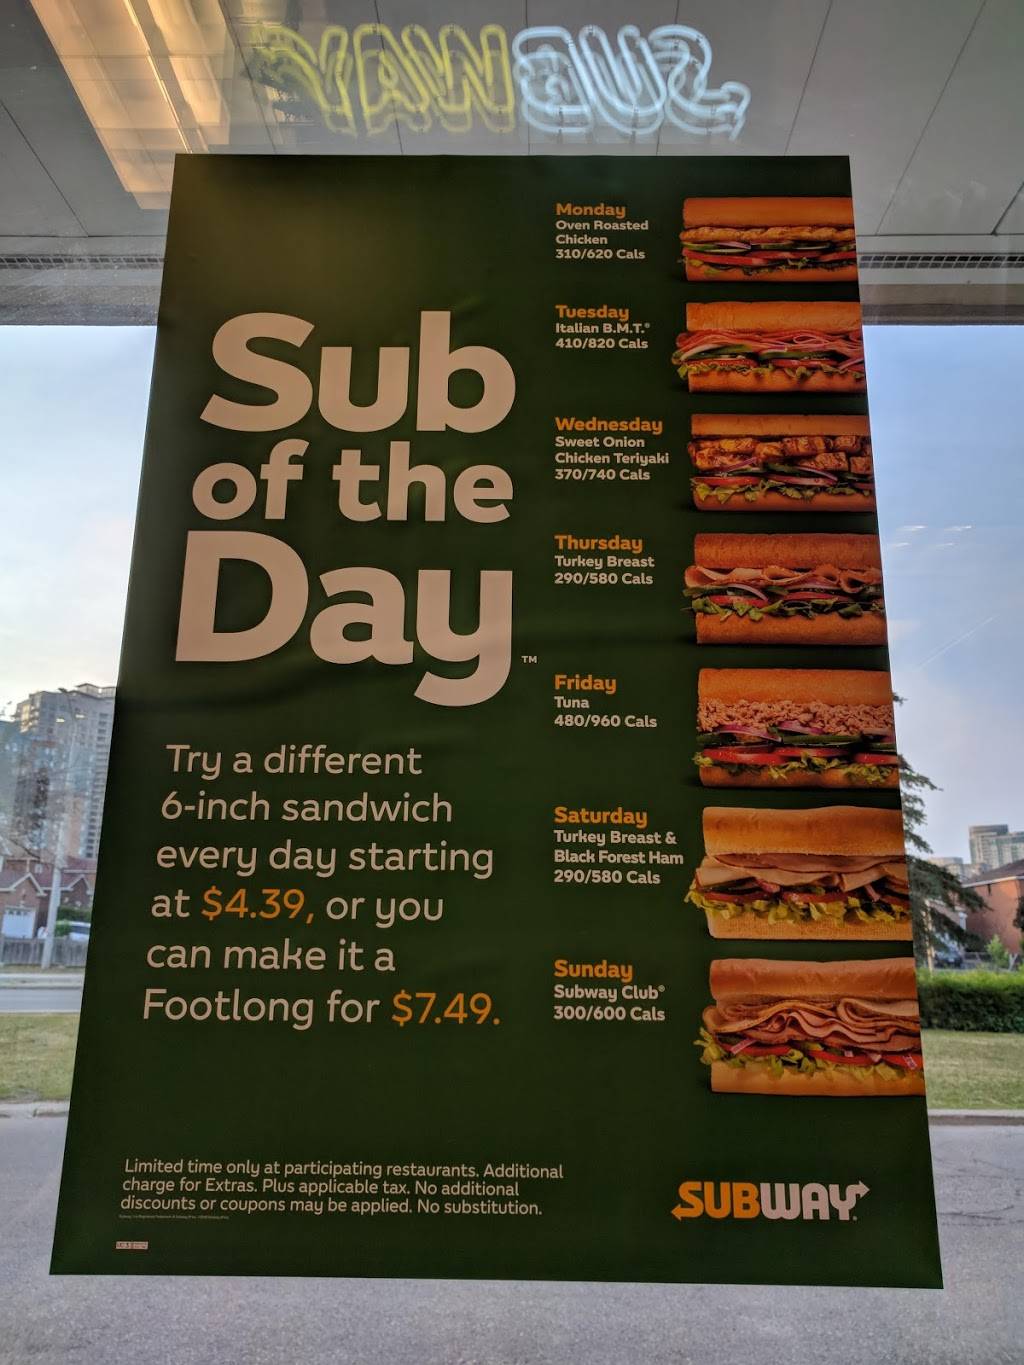 SUBWAY
Sub
of the
Day™
Try a different
6-inch sandwich
every day starting
at $4.39, or you
can make it a
Footlong for $7.49.
Monday
Oven Roasted
Chicken
310/620 Cals
Tuesday
Italian B.M.T.®
410/820 Cals
Wednesday
Sweet Onion
Chicken Teriyaki
370/740 Cals
Thursday
Turkey Breast
290/580 Cals
Friday
Tuna
480/960 Cals
Saturday
Turkey Breast &
Black Forest Ham
290/580 Cals
Sunday
Subway Club®
300/600 Cals
Limited time only at participating restaurants. Additional
charge for Extras. Plus applicable tax. No additional
discounts or coupons may be applied. No substitution.
SUBWAY®